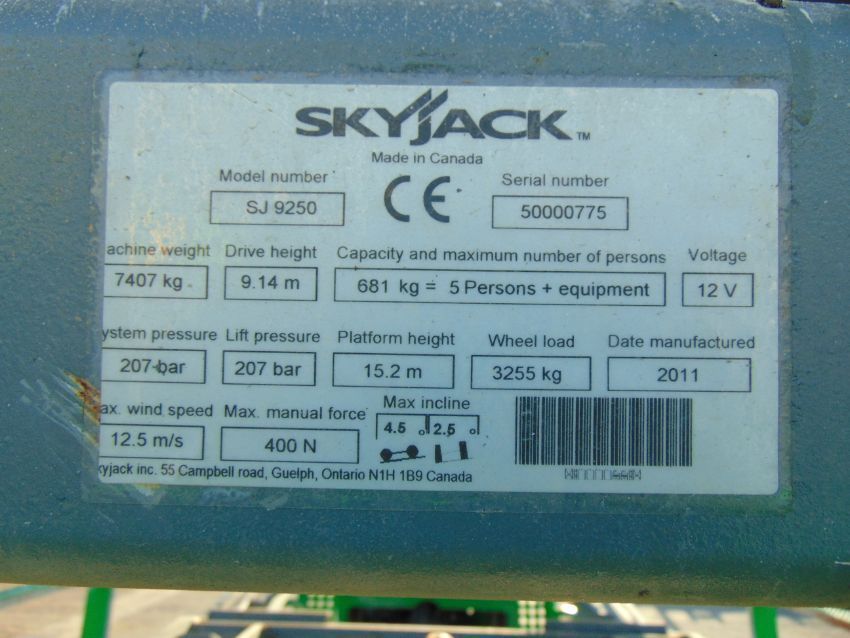 SKYJACK™
Made in Canada
Model number
CE
Serial number
SJ 9250
50000775
achine weight Drive height Capacity and maximum number of persons Voltage
7407 kg 9.14 m 681 kg = 5 Persons + equipment 12 V
ystem pressure Lift pressure Platform height Wheel load Date manufactured
207 bar 207 bar 15.2 m 3255 kg 2011
ax. wind speed Max. manual force Max incline
12.5 m/s 400 N 4.5 ° 2.5 °
kyjack inc. 55 Campbell road, Guelph, Ontario N1H 1B9 Canada